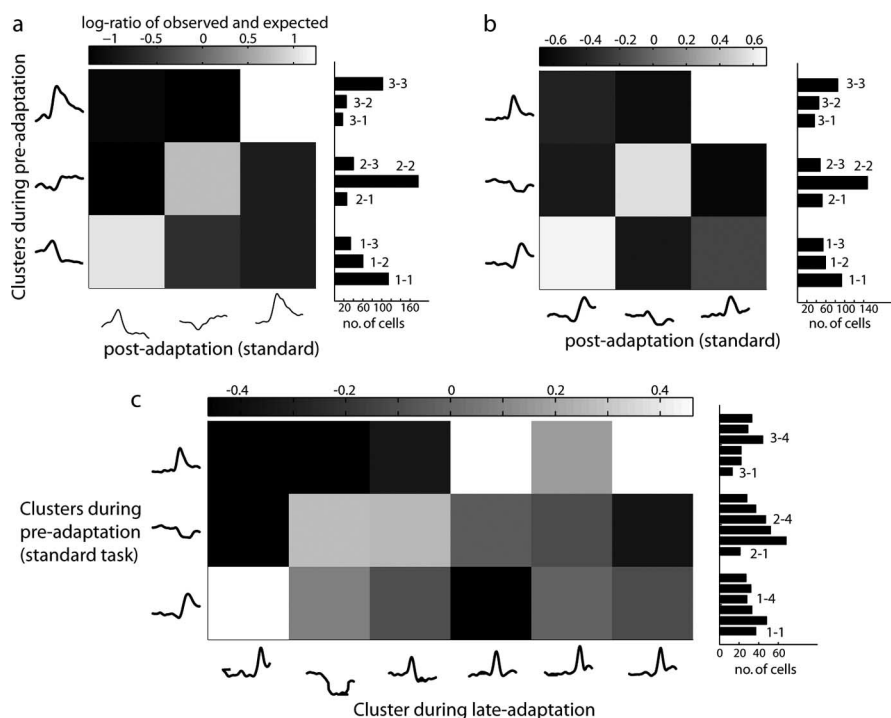 a
log-ratio of observed and expected
-1 -0.5 0 0.5 1
Clusters during pre-adaptation
3-3
3-2
3-1
2-3 2-2
2-1
1-3
1-2
1-1
20 60 100 160
no. of cells
post-adaptation (standard)
b
-0.6 -0.4 -0.2 0 0.2 0.4 0.6
3-3
3-2
3-1
2-3 2-2
2-1
1-3
1-2
1-1
20 60 100 140
no. of cells
post-adaptation (standard)
c
-0.4 -0.2 0 0.2 0.4
Clusters during
pre-adaptation
(standard task)
3-4
3-1
2-4
2-1
1-4
1-1
0 20 40 60
no. of cells
Cluster during late-adaptation